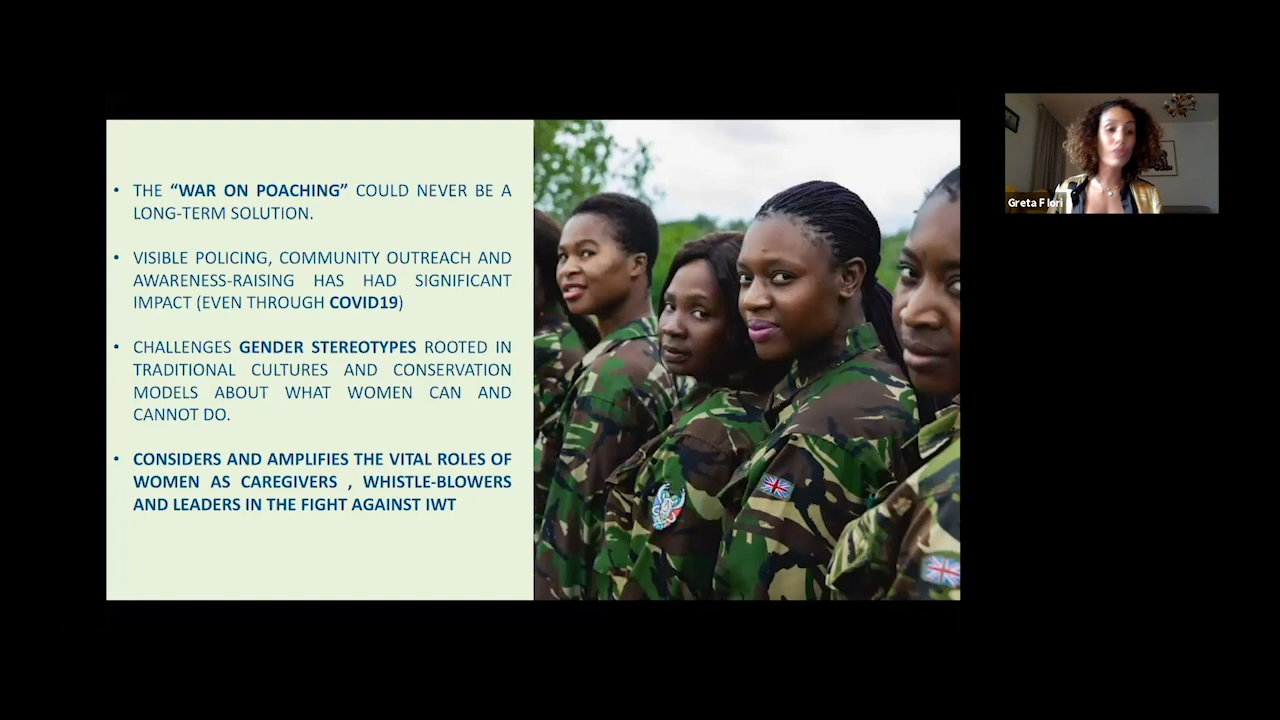 • THE “WAR ON POACHING” COULD NEVER BE A
LONG-TERM SOLUTION.
• VISIBLE POLICING, COMMUNITY OUTREACH AND
AWARENESS-RAISING HAS HAD SIGNIFICANT
IMPACT (EVEN THROUGH COVID19)
• CHALLENGES GENDER STEREOTYPES ROOTED IN
TRADITIONAL CULTURES AND CONSERVATION
MODELS ABOUT WHAT WOMEN CAN AND
CANNOT DO.
• CONSIDERS AND AMPLIFIES THE VITAL ROLES OF
WOMEN AS CAREGIVERS , WHISTLE-BLOWERS
AND LEADERS IN THE FIGHT AGAINST IWT
Greta F Iori